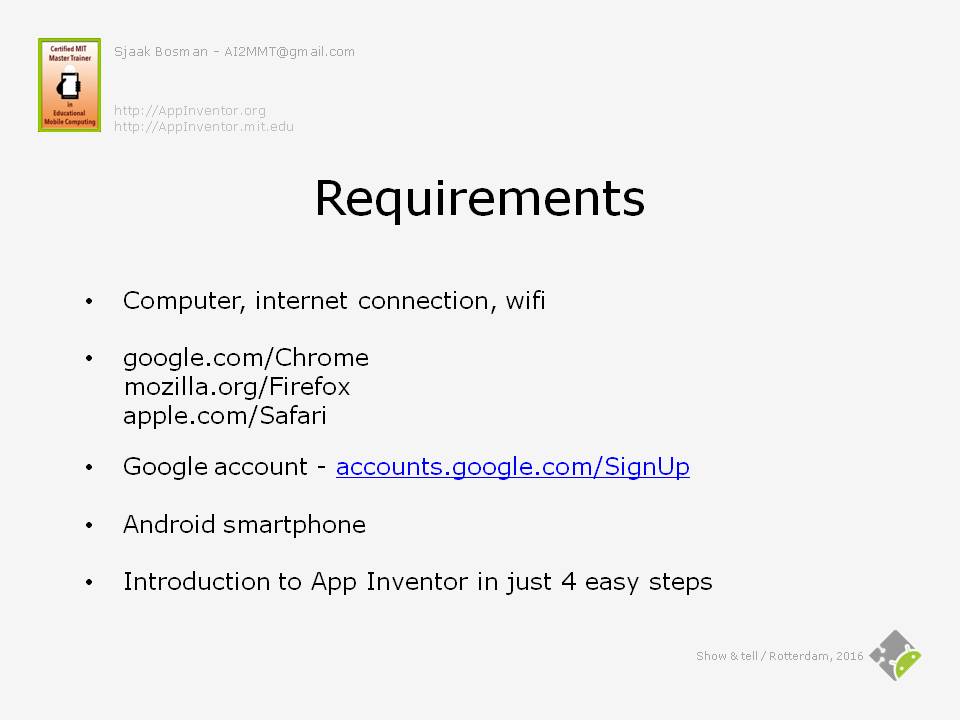 Certified MIT
Master Trainer
in
Educational
Mobile Computing
Sjaak Bosman - AI2MMT@gmail.com
http://AppInventor.org
http://AppInventor.mit.edu
Requirements
• Computer, internet connection, wifi
• google.com/Chrome
mozilla.org/Firefox
apple.com/Safari
• Google account - accounts.google.com/SignUp
• Android smartphone
• Introduction to App Inventor in just 4 easy steps
Show & tell / Rotterdam, 2016